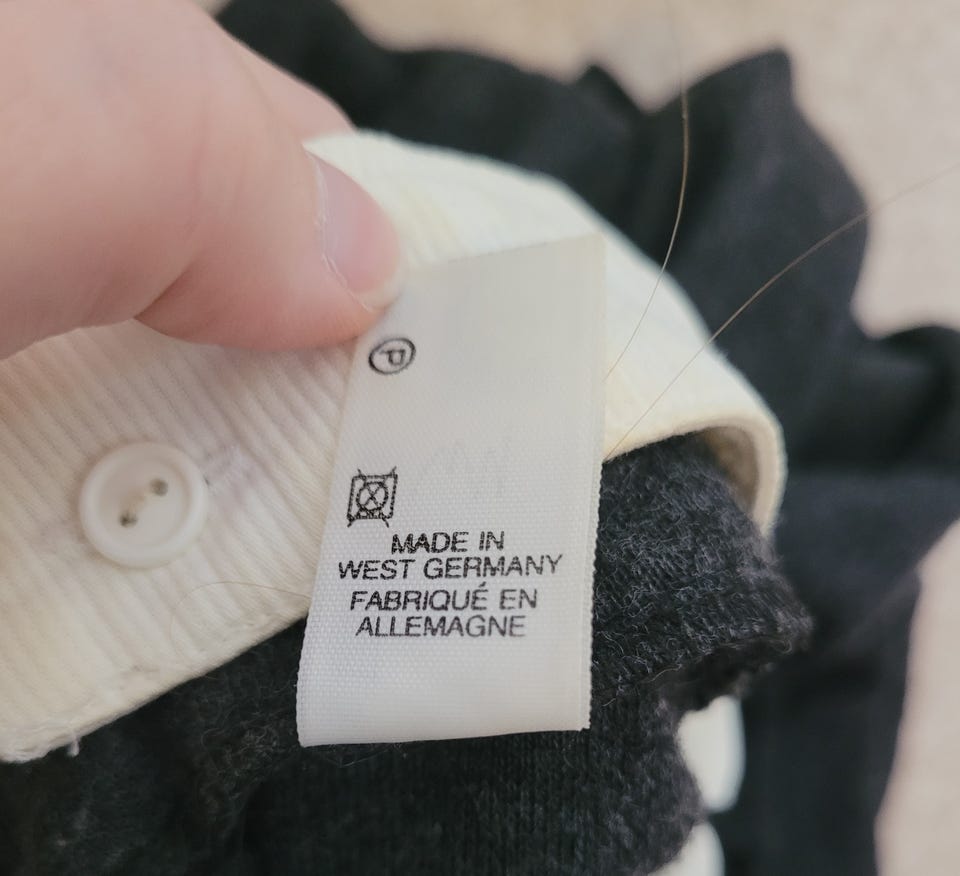 P
MADE IN
WEST GERMANY
FABRIQUÉ EN
ALLEMAGNE